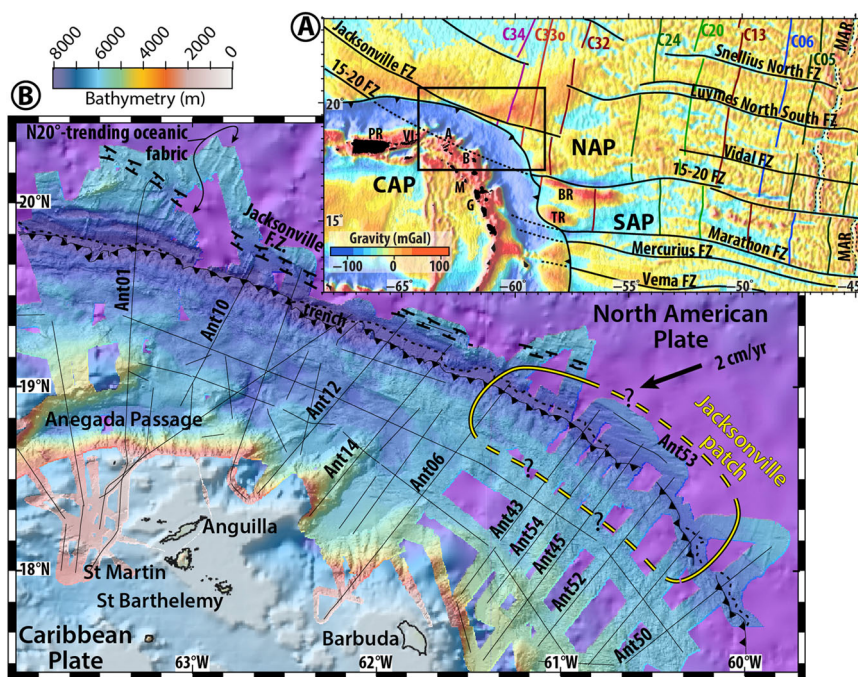 8000
6000
4000
2000
0
Bathymetry (m)
A
C34
C33o
C32
C24
C20
C13
C06
C05
MAR
Jacksonville FZ
15-20 FZ
Snellius North FZ
Luymes North South FZ
Vidal FZ
15-20 FZ
20°
15°
PR
VI
A
B
M
G
NAP
CAP
BR
TR
SAP
Marathon FZ
Mercurius FZ
Vema FZ
MAR
Gravity (mGal)
−100
0
100
−65
−60
−55
−50
−45
B
N20°-trending oceanic
fabric
Jacksonville
FZ
20°N
19°N
18°N
Ant01
Ant10
trench
Ant12
Ant14
Ant06
Ant43
Ant54
Ant45
Ant52
Ant50
Ant53
North American
Plate
2 cm/yr
Jacksonville
patch
?
?
?
Anegada Passage
Anguilla
St Martin
St Barthelemy
Barbuda
Caribbean
Plate
63°W
62°W
61°W
60°W